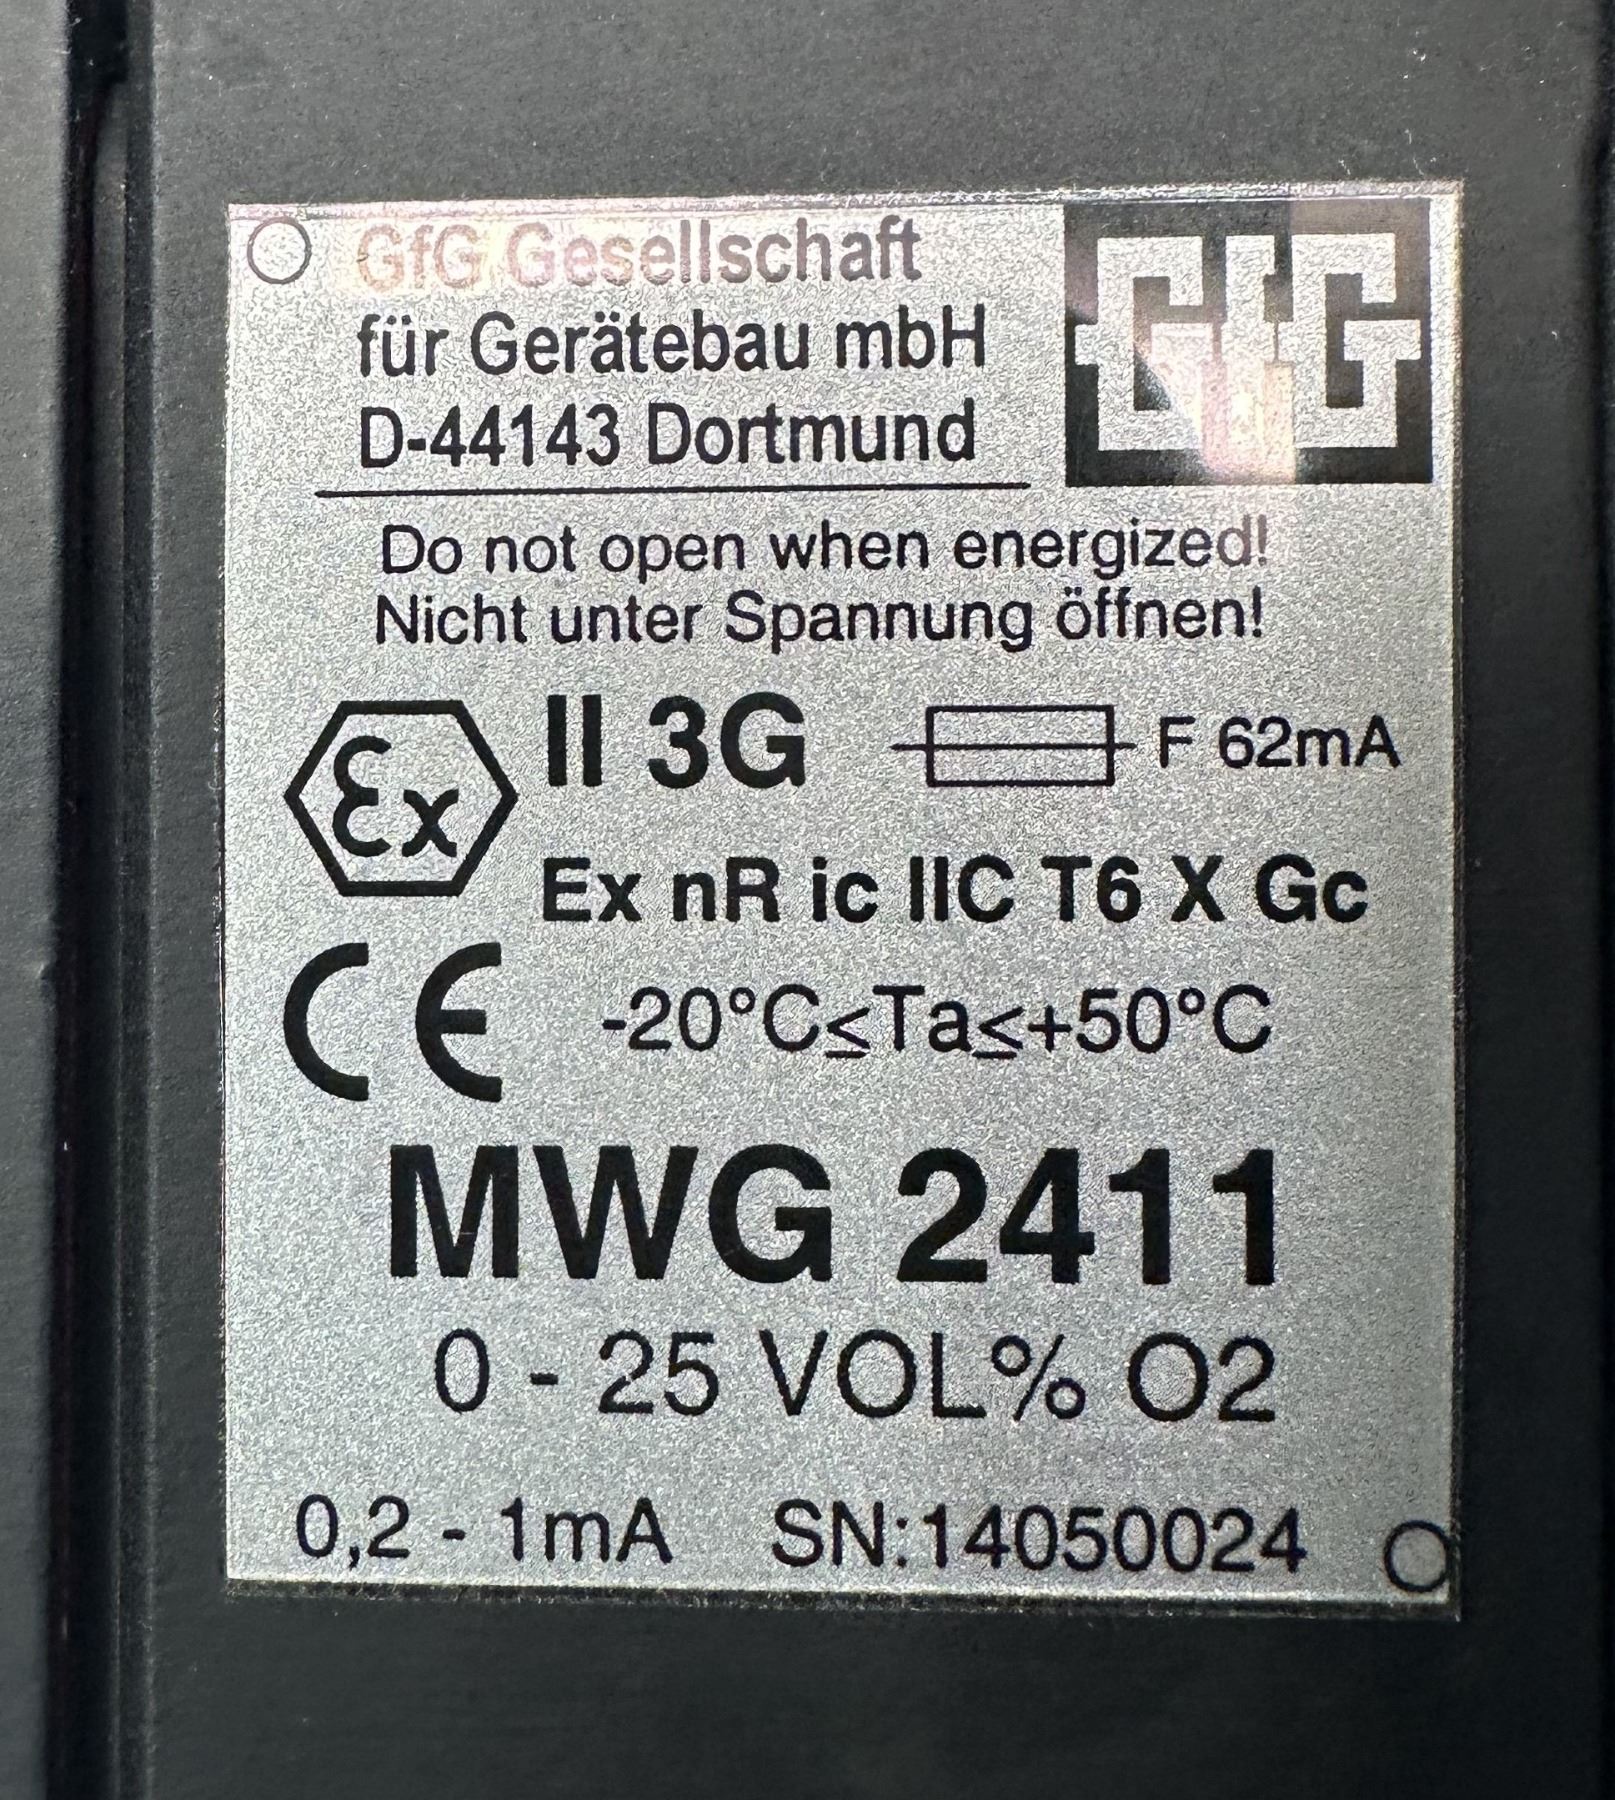 GfG Gesellschaft
für Gerätebau mbH
D-44143 Dortmund
GfG
Do not open when energized!
Nicht unter Spannung öffnen!
Ex II 3G F 62mA
Ex nR ic IIC T6 X Gc
CE -20°C≤Ta≤+50°C
MWG 2411
0 - 25 VOL% O2
0,2 - 1mA SN:14050024